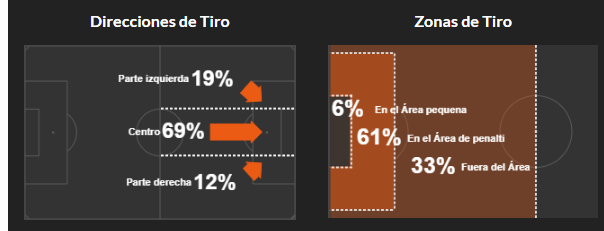 Direcciones de Tiro
Parte izquierda 19%
Centro 69%
Parte derecha 12%
Zonas de Tiro
6% En el Área pequena
61% En el Área de penalti
33% Fuera del Área